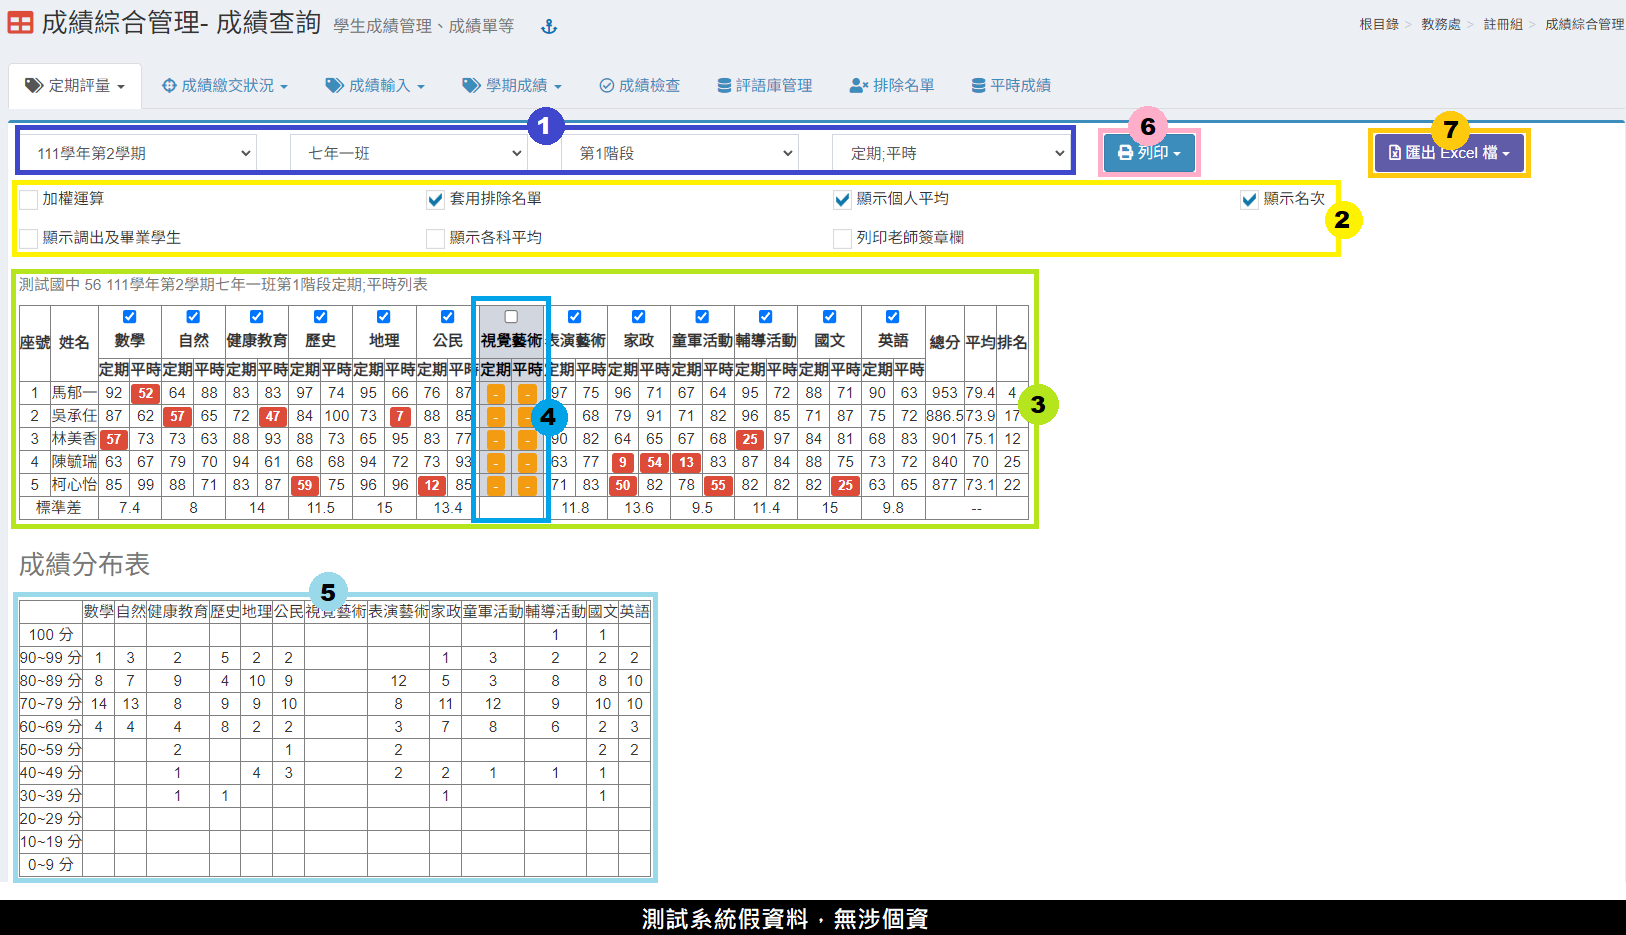 成績綜合管理- 成績查詢 學生成績管理、成績單等
根目錄 > 教務處 > 註冊組 > 成績綜合管理
定期評量 成績繳交狀況 成績輸入 學期成績 成績檢查 評語庫管理 排除名單 平時成績
1 6 7
111學年第2學期 七年一班 第1階段 定期;平時 列印 匯出 Excel 檔
加權運算 套用排除名單 顯示個人平均 顯示名次
2
顯示調出及畢業學生 顯示各科平均 列印老師簽章欄
測試國中 56 111學年第2學期七年一班第1階段定期;平時列表
座號 姓名 數學 自然 健康教育 歷史 地理 公民 視覺藝術 表演藝術 家政 童軍活動 輔導活動 國文 英語 總分 平均 排名
定期 平時 定期 平時 定期 平時 定期 平時 定期 平時 定期 平時 定期 平時 定期 平時 定期 平時 定期 平時 定期 平時 定期 平時 定期 平時
1 馬郁一 92 52 64 88 83 83 97 74 95 66 76 87 - - 97 75 96 71 67 64 95 72 88 71 90 63 953 79.4 4
3
2 吳承任 87 62 57 65 72 47 84 100 73 7 88 85 - - 68 79 91 71 82 96 85 71 87 75 72 886.5 73.9 17
4
3 林美香 57 73 73 63 88 93 88 73 65 95 83 77 - - 90 82 64 65 67 68 25 97 84 81 68 83 901 75.1 12
4 陳毓瑞 63 67 79 70 94 61 68 68 94 72 73 93 - - 63 77 9 54 13 83 87 84 88 75 73 72 840 70 25
5 柯心怡 85 99 88 71 83 87 59 75 96 96 12 85 - - 71 83 50 82 78 55 82 82 82 25 63 65 877 73.1 22
標準差 7.4 8 14 11.5 15 13.4 11.8 13.6 9.5 11.4 15 9.8 --
成績分布表
5
數學 自然 健康教育 歷史 地理 公民 視覺藝術 表演藝術 家政 童軍活動 輔導活動 國文 英語
100 分 1 1
90~99 分 1 3 2 5 2 2 1 3 2 2 2
80~89 分 8 7 9 4 10 9 12 5 3 8 8 10
70~79 分 14 13 8 9 9 10 8 11 12 9 10 10
60~69 分 4 4 4 8 2 2 3 7 8 6 2 3
50~59 分 2 1 2 2 2
40~49 分 1 4 3 2 2 1 1 1
30~39 分 1 1 1 1
20~29 分
10~19 分
0~9 分
測試系統假資料，無涉個資